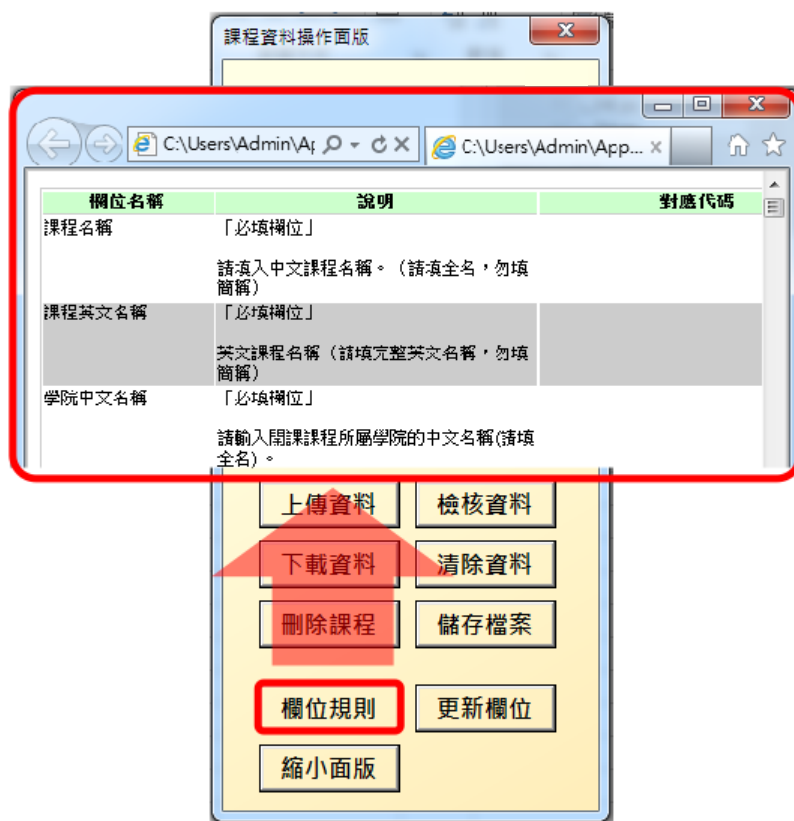 課程資料操作面版
C:\Users\Admin\Ap
C:\Users\Admin\App...
欄位名稱 說明 對應代碼
課程名稱 「必填欄位」
請填入中文課程名稱。（請填全名，勿填
簡稱）
課程英文名稱 「必填欄位」
英文課程名稱（請填完整英文名稱，勿填
簡稱）
學院中文名稱 「必填欄位」
請輸入開課課程所屬學院的中文名稱(請填
全名)。
上傳資料 檢核資料
下載資料 清除資料
刪除課程 儲存檔案
欄位規則 更新欄位
縮小面版